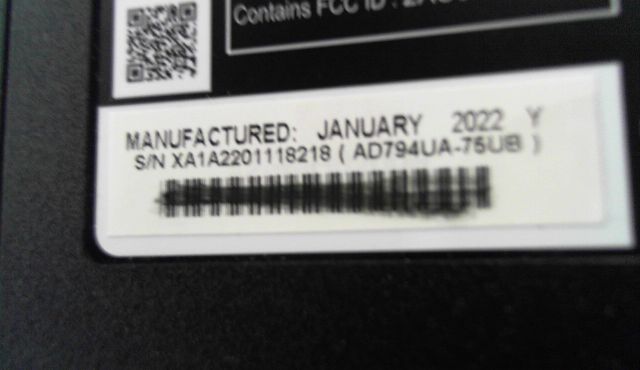 Contains FCC ID :
MANUFACTURED: JANUARY 2022 Y
S/N XA1A2201118218 ( AD794UA-75UB )